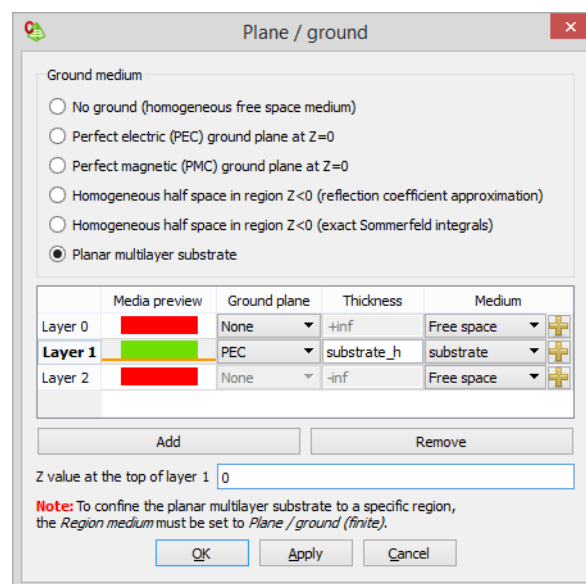 Plane / ground
Ground medium
No ground (homogeneous free space medium)
Perfect electric (PEC) ground plane at Z=0
Perfect magnetic (PMC) ground plane at Z=0
Homogeneous half space in region Z<0 (reflection coefficient approximation)
Homogeneous half space in region Z<0 (exact Sommerfeld integrals)
Planar multilayer substrate
Media preview Ground plane Thickness Medium
Layer 0 None +inf Free space
Layer 1 PEC substrate_h substrate
Layer 2 None -inf Free space
Add Remove
Z value at the top of layer 1 0
Note: To confine the planar multilayer substrate to a specific region,
the Region medium must be set to Plane / ground (finite).
OK Apply Cancel